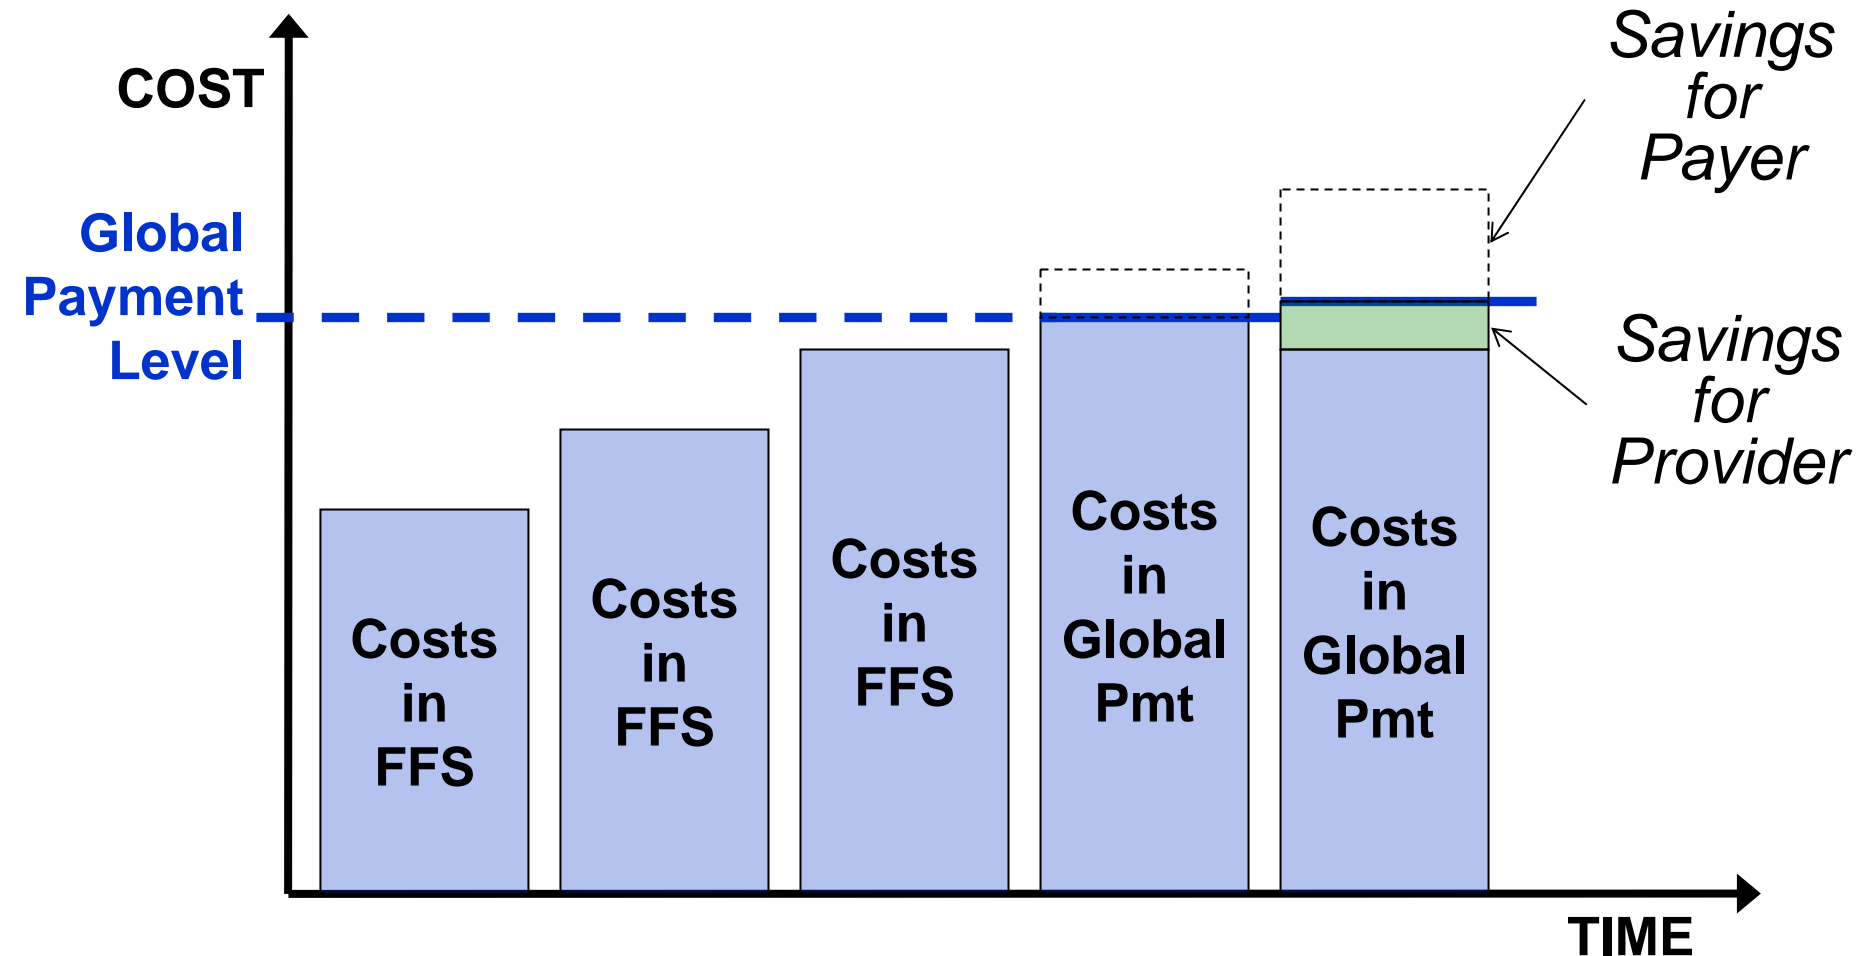 COST
Global
Payment
Level
Costs
in
FFS
Costs
in
FFS
Costs
in
FFS
Costs
in
Global
Pmt
Costs
in
Global
Pmt
Savings
for
Payer
Savings
for
Provider
TIME